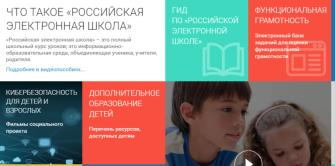 ЧТО ТАКОЕ «РОССИЙСКАЯ
ЭЛЕКТРОННАЯ ШКОЛА»
«Российская электронная школа» – это полный
школьный курс уроков; это информационно-
образовательная среда, объединяющая ученика, учителя,
родителя.
Подробнее в видеопособиях...
ГИД
ПО «РОССИЙСКОЙ
ЭЛЕКТРОННОЙ
ШКОЛЕ»
ФУНКЦИОНАЛЬНАЯ
ГРАМОТНОСТЬ
Электронный банк
заданий для оценки
функциональной
грамотности
КИБЕРБЕЗОПАСНОСТЬ
ДЛЯ ДЕТЕЙ И
ВЗРОСЛЫХ
Фильмы социального
проекта
ДОПОЛНИТЕЛЬНОЕ
ОБРАЗОВАНИЕ
ДЕТЕЙ
Перечень ресурсов,
доступных детям